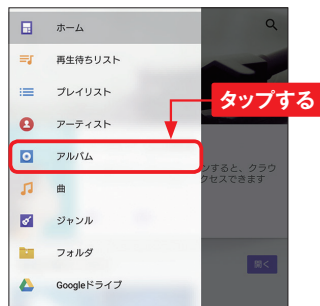 ホーム
再生待ちリスト
プレイリスト
タップする
アーティスト
アルバム
ンすると、クラウ
クセスできます
曲
ジャンル
フォルダ
開く
Googleドライブ